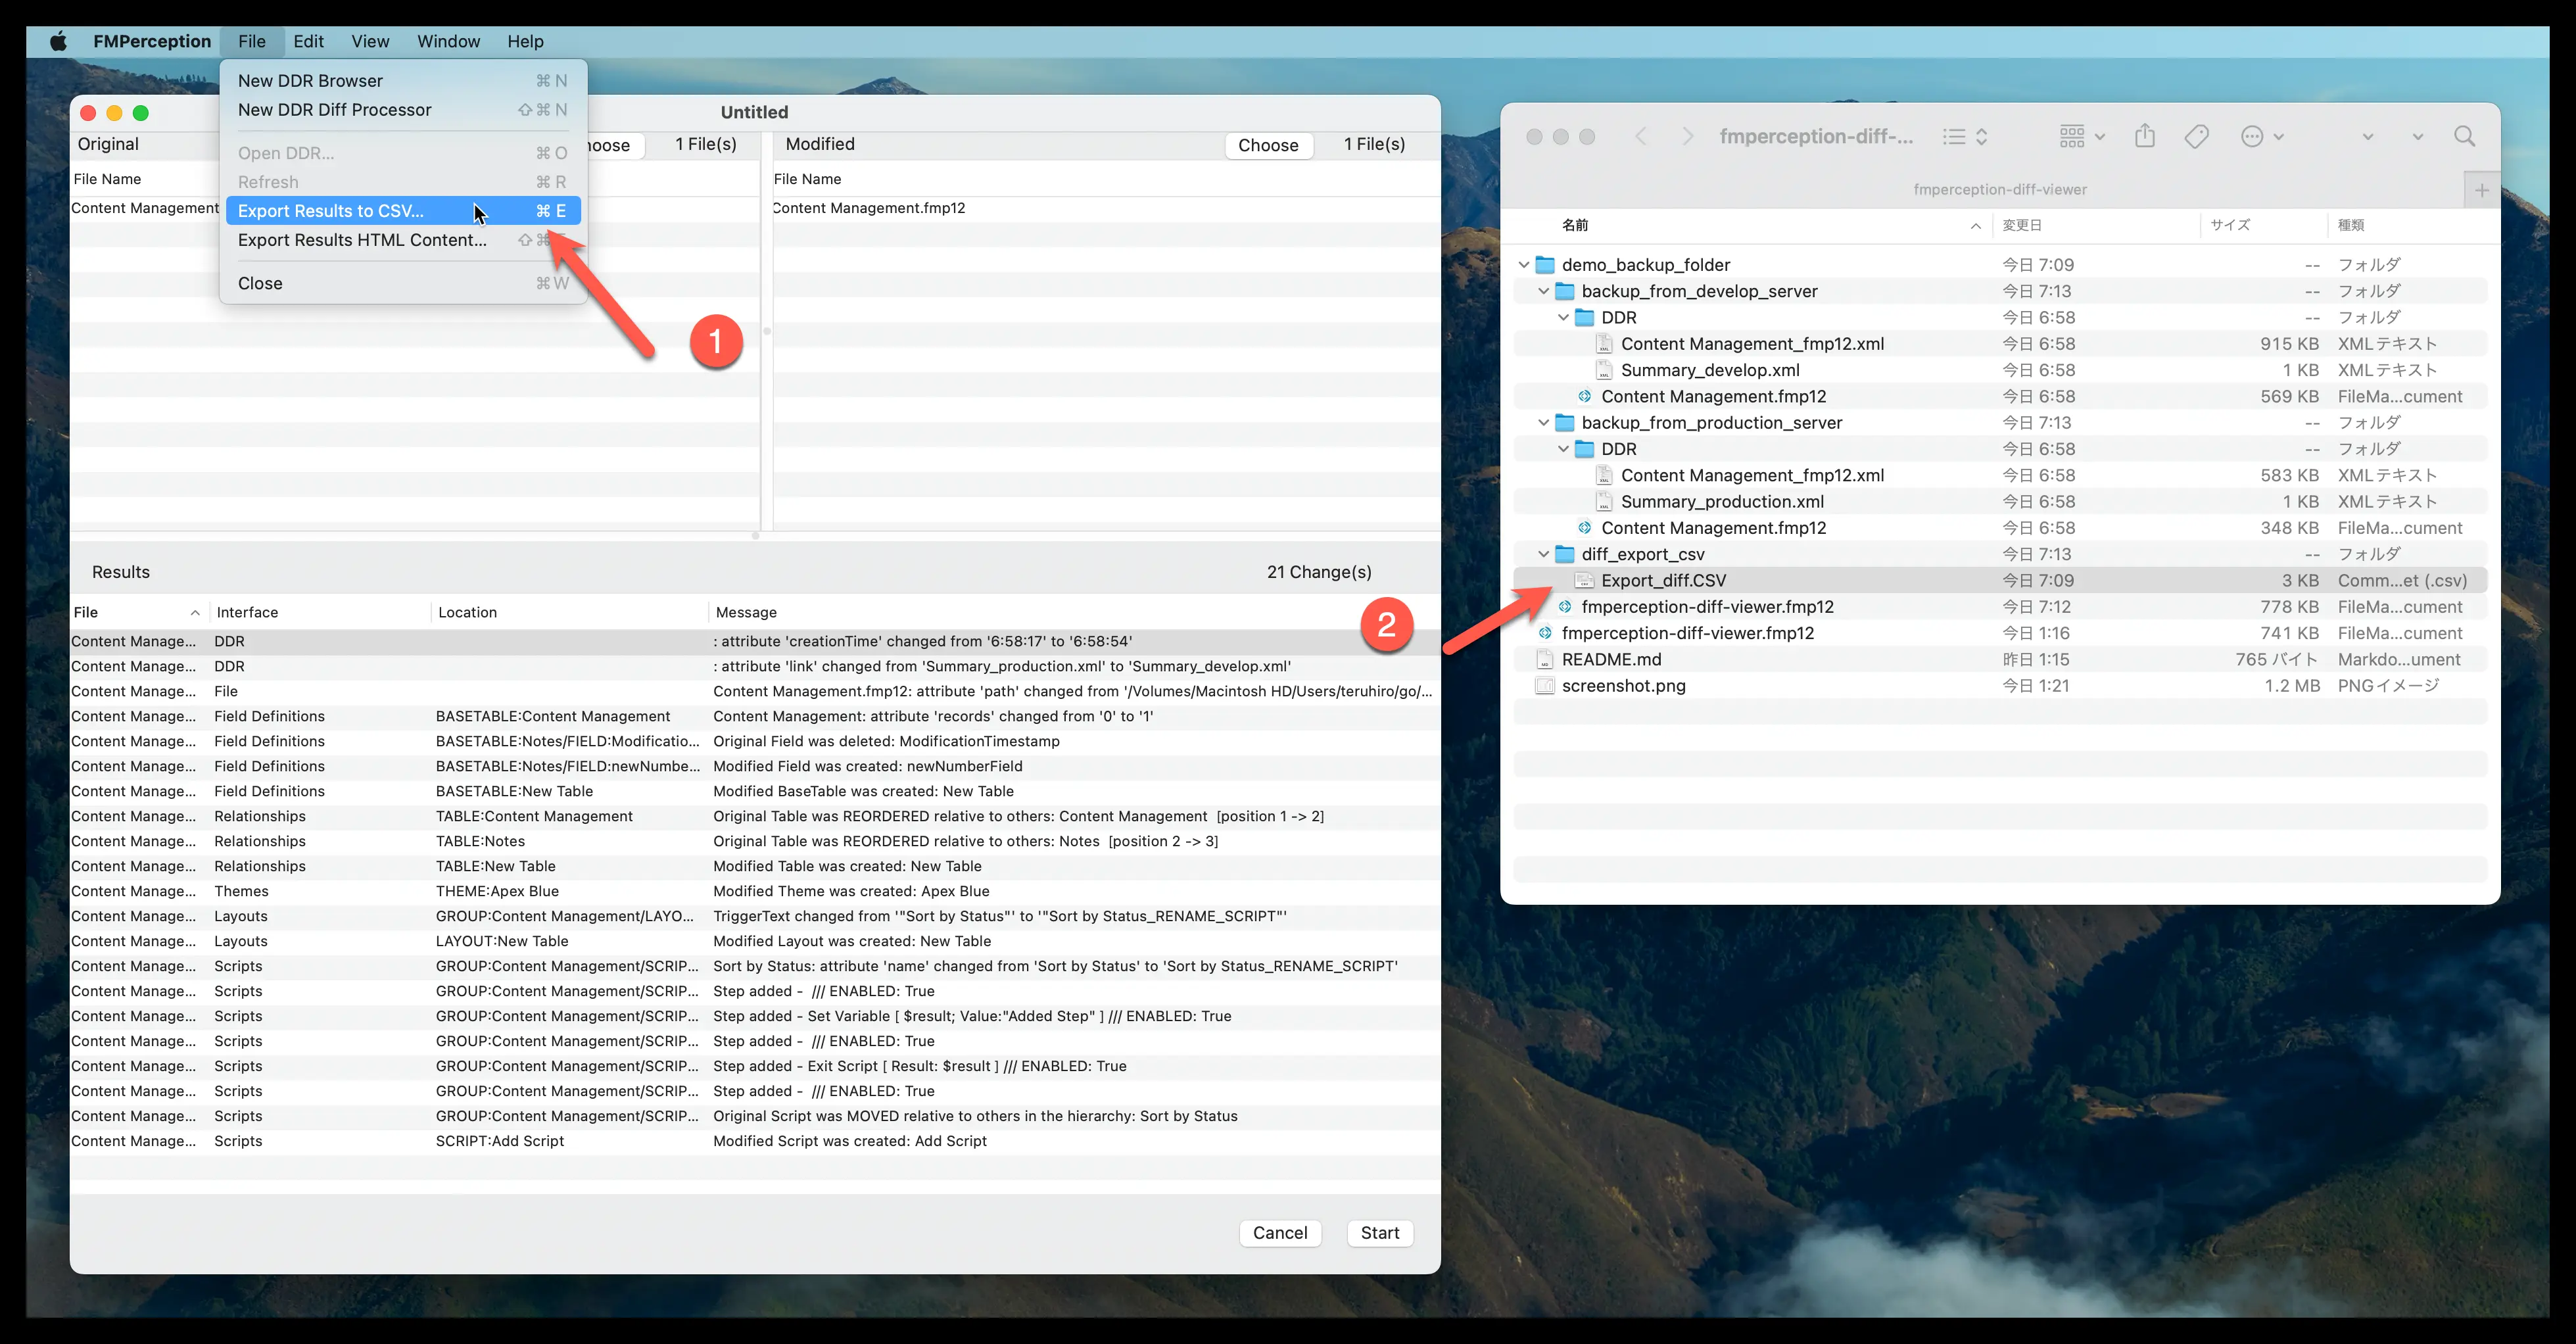 FMPerception File Edit View Window Help
New DDR Browser ⌘ N
New DDR Diff Processor ⇧ ⌘ N
Open DDR... ⌘ O
Refresh ⌘ R
Export Results to CSV... ⌘ E
Export Results HTML Content... ⇧ ⌘
Close ⌘ W
1
Untitled
Original hoose 1 File(s) Modified Choose 1 File(s)
File Name File Name
Content Management Content Management.fmp12
Results 21 Change(s)
File Interface Location Message
Content Manage... DDR : attribute 'creationTime' changed from '6:58:17' to '6:58:54'
Content Manage... DDR : attribute 'link' changed from 'Summary_production.xml' to 'Summary_develop.xml'
Content Manage... File Content Management.fmp12: attribute 'path' changed from '/Volumes/Macintosh HD/Users/teruhiro/go/...
Content Manage... Field Definitions BASETABLE:Content Management Content Management: attribute 'records' changed from '0' to '1'
Content Manage... Field Definitions BASETABLE:Notes/FIELD:Modificatio... Original Field was deleted: ModificationTimestamp
Content Manage... Field Definitions BASETABLE:Notes/FIELD:newNumbe... Modified Field was created: newNumberField
Content Manage... Field Definitions BASETABLE:New Table Modified BaseTable was created: New Table
Content Manage... Relationships TABLE:Content Management Original Table was REORDERED relative to others: Content Management [position 1 -> 2]
Content Manage... Relationships TABLE:Notes Original Table was REORDERED relative to others: Notes [position 2 -> 3]
Content Manage... Relationships TABLE:New Table Modified Table was created: New Table
Content Manage... Themes THEME:Apex Blue Modified Theme was created: Apex Blue
Content Manage... Layouts GROUP:Content Management/LAYO... TriggerText changed from '"Sort by Status"' to '"Sort by Status_RENAME_SCRIPT"'
Content Manage... Layouts LAYOUT:New Table Modified Layout was created: New Table
Content Manage... Scripts GROUP:Content Management/SCRIP... Sort by Status: attribute 'name' changed from 'Sort by Status' to 'Sort by Status_RENAME_SCRIPT'
Content Manage... Scripts GROUP:Content Management/SCRIP... Step added - /// ENABLED: True
Content Manage... Scripts GROUP:Content Management/SCRIP... Step added - Set Variable [ $result; Value:"Added Step" ] /// ENABLED: True
Content Manage... Scripts GROUP:Content Management/SCRIP... Step added - /// ENABLED: True
Content Manage... Scripts GROUP:Content Management/SCRIP... Step added - Exit Script [ Result: $result ] /// ENABLED: True
Content Manage... Scripts GROUP:Content Management/SCRIP... Step added - /// ENABLED: True
Content Manage... Scripts GROUP:Content Management/SCRIP... Original Script was MOVED relative to others in the hierarchy: Sort by Status
Content Manage... Scripts SCRIPT:Add Script Modified Script was created: Add Script
Cancel Start
2
fmperception-diff-...
fmperception-diff-viewer
名前 変更日 サイズ 種類
demo_backup_folder 今日 7:09 -- フォルダ
backup_from_develop_server 今日 7:13 -- フォルダ
DDR 今日 6:58 -- フォルダ
Content Management_fmp12.xml 今日 6:58 915 KB XMLテキスト
Summary_develop.xml 今日 6:58 1 KB XMLテキスト
Content Management.fmp12 今日 6:58 569 KB FileMa...cument
backup_from_production_server 今日 7:13 -- フォルダ
DDR 今日 6:58 -- フォルダ
Content Management_fmp12.xml 今日 6:58 583 KB XMLテキスト
Summary_production.xml 今日 6:58 1 KB XMLテキスト
Content Management.fmp12 今日 6:58 348 KB FileMa...cument
diff_export_csv 今日 7:13 -- フォルダ
Export_diff.CSV 今日 7:09 3 KB Comm...et (.csv)
fmperception-diff-viewer.fmp12 今日 7:12 778 KB FileMa...cument
fmperception-diff-viewer.fmp12 今日 1:16 741 KB FileMa...cument
README.md 昨日 1:15 765 バイト Markdo...ument
screenshot.png 今日 1:21 1.2 MB PNGイメージ